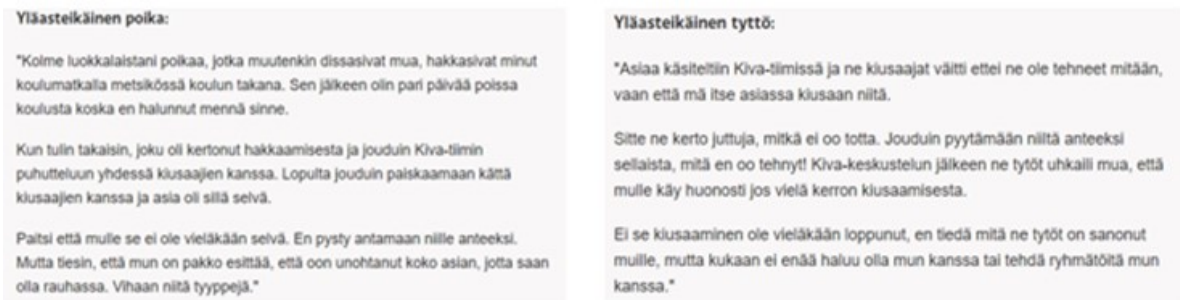 Yläasteikäinen poika:
"Kolme luokkalaistani poikaa, jotka muutenkin dissasivat mua, hakkasivat minut
koulumatkalla metsikössä koulun takana. Sen jälkeen olin pari päivää poissa
koulusta koska en halunnut mennä sinne.
Kun tulin takaisin, joku oli kertonut hakkaamisesta ja jouduin Kiva-tiimin
puhutteluun yhdessä kiusaajien kanssa. Lopulta jouduin paiskaamaan kättä
kiusaajien kanssa ja asia oli sillä selvä.
Paitsi että mulle se ei ole vieläkään selvä. En pysty antamaan niille anteeksi.
Mutta tiesin, että mun on pakko esittää, että oon unohtanut koko asian, jotta saan
olla rauhassa. Vihaan niitä tyyppejä."
Yläasteikäinen tyttö:
"Asiaa käsiteltiin Kiva-tiimissä ja ne kiusaajat väitti ettei ne ole tehneet mitään,
vaan että mä itse asiassa kiusaan niitä.
Sitte ne kerto juttuja, mitkä ei oo totta. Jouduin pyytämään niiltä anteeksi
sellaista, mitä en oo tehnyt! Kiva-keskustelun jälkeen ne tytöt uhkaili mua, että
mulle käy huonosti jos vielä kerron kiusaamisesta.
Ei se kiusaaminen ole vieläkään loppunut, en tiedä mitä ne tytöt on sanonut
muille, mutta kukaan ei enää haluu olla mun kanssa tai tehdä ryhmätöitä mun
kanssa."